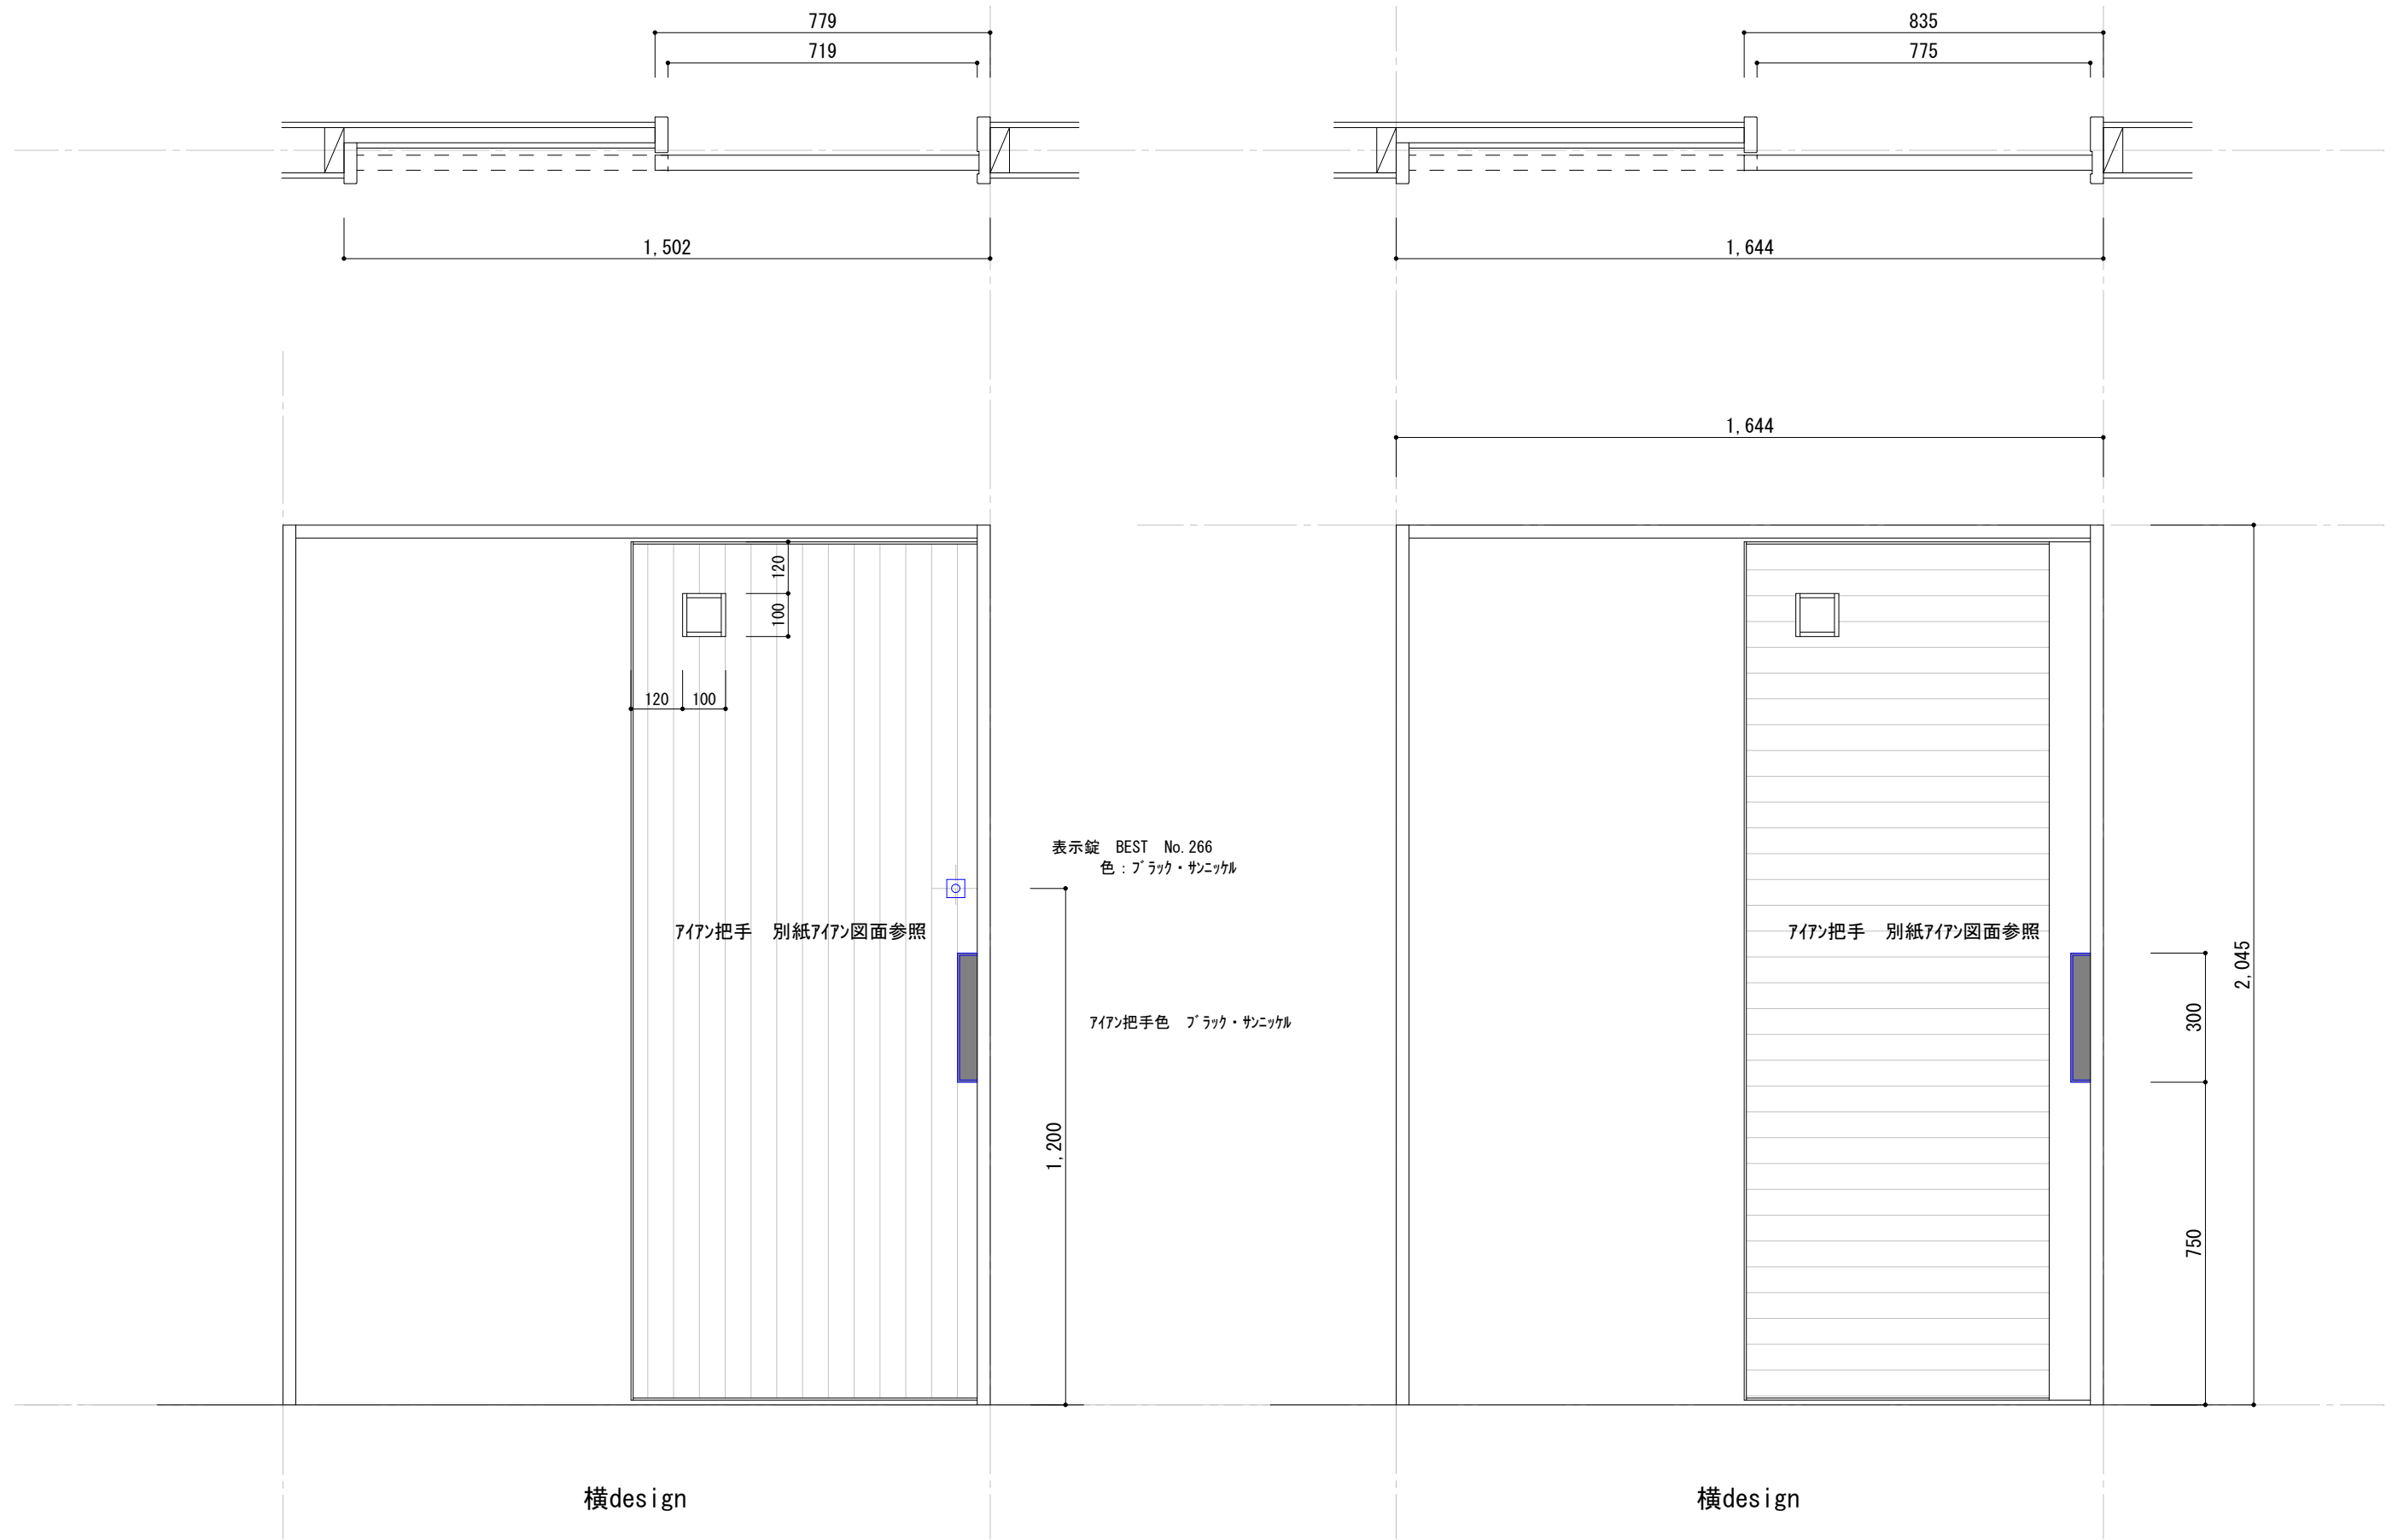 779
719
1,502
835
775
1,644
1,644
120
100
120
100
表示錠　BEST　No.266
色：ﾌﾞﾗｯｸ・ｻﾝﾆｯｹﾙ
ｱｲｱﾝ把手　別紙ｱｲｱﾝ図面参照
ｱｲｱﾝ把手色　ﾌﾞﾗｯｸ・ｻﾝﾆｯｹﾙ
1,200
ｱｲｱﾝ把手　別紙ｱｲｱﾝ図面参照
2,045
300
750
横design
横design